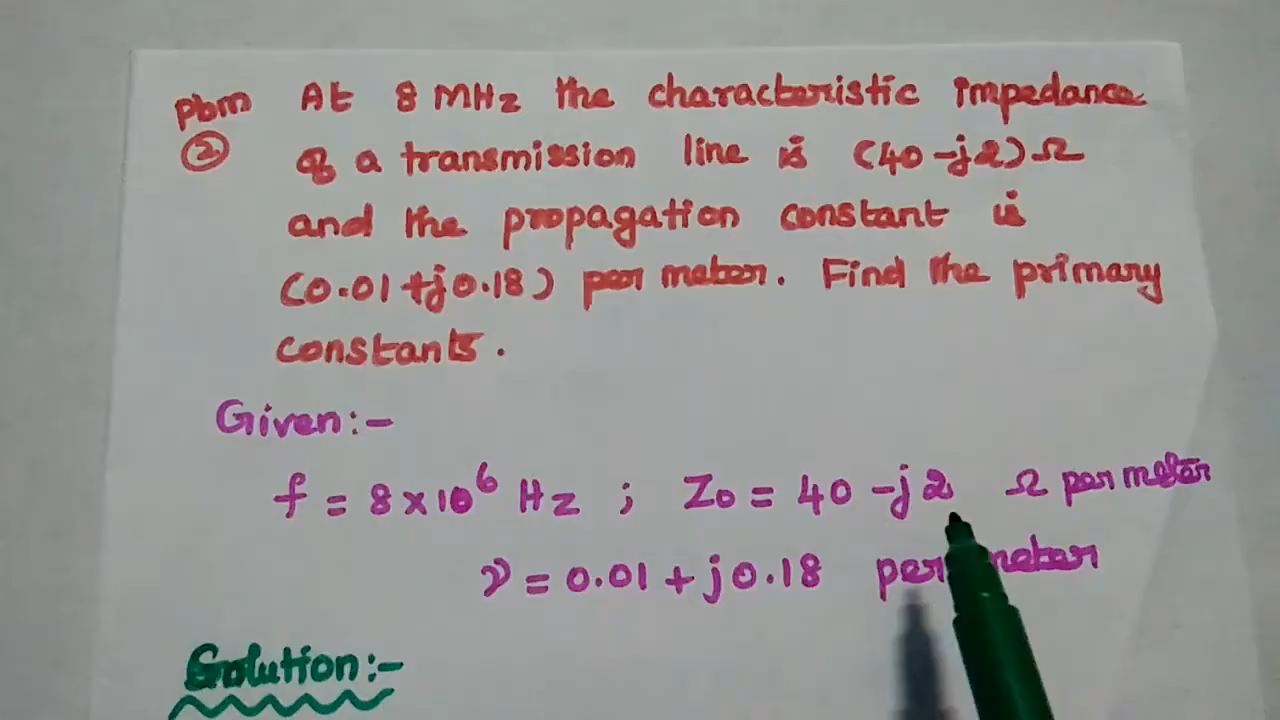 Pbm At 8 MHz the characteristic impedance
② of a transmission line is (40-j2)Ω
and the propagation constant is
(0.01+j0.18) per meter. Find the primary
constants.
Given:-
f = 8×10⁶ Hz ; Z₀ = 40-j2 Ω per meter
γ = 0.01 + j0.18 per meter
Solution:-